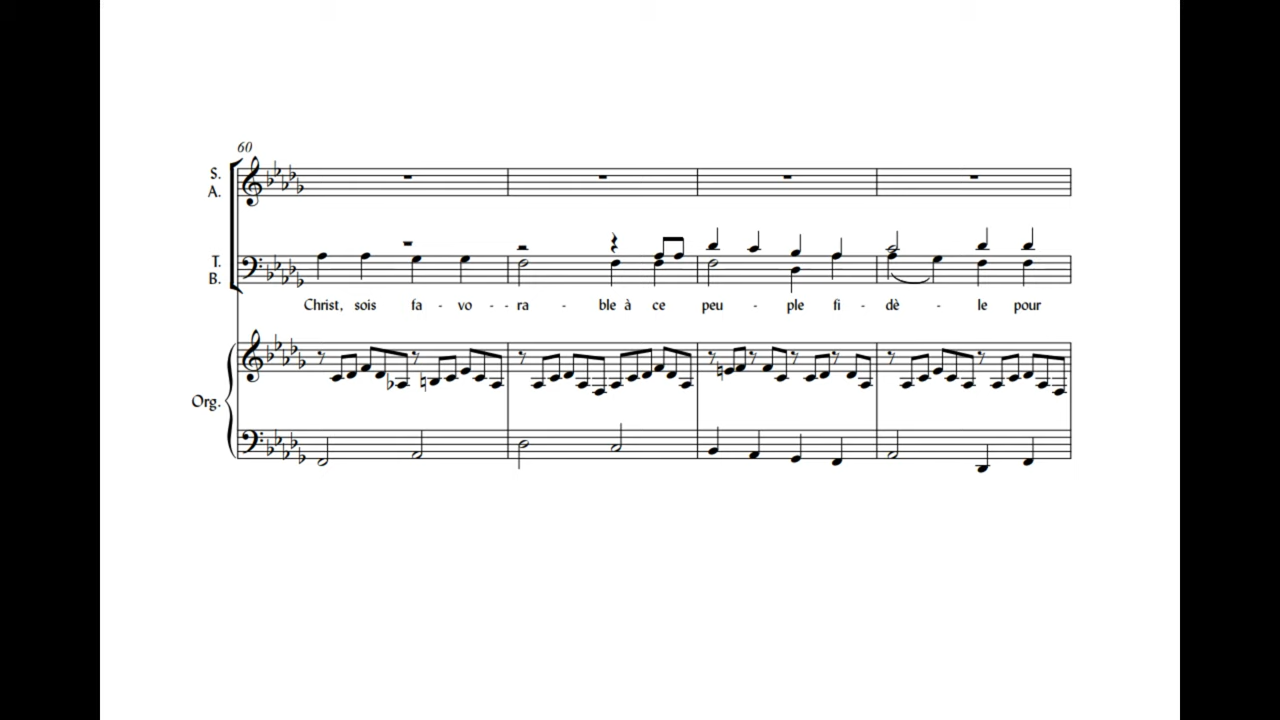 60
S.
A.
T.
B.
Christ, sois fa - vo - - ra - ble à ce peu - ple fi - dè - le pour
Org.